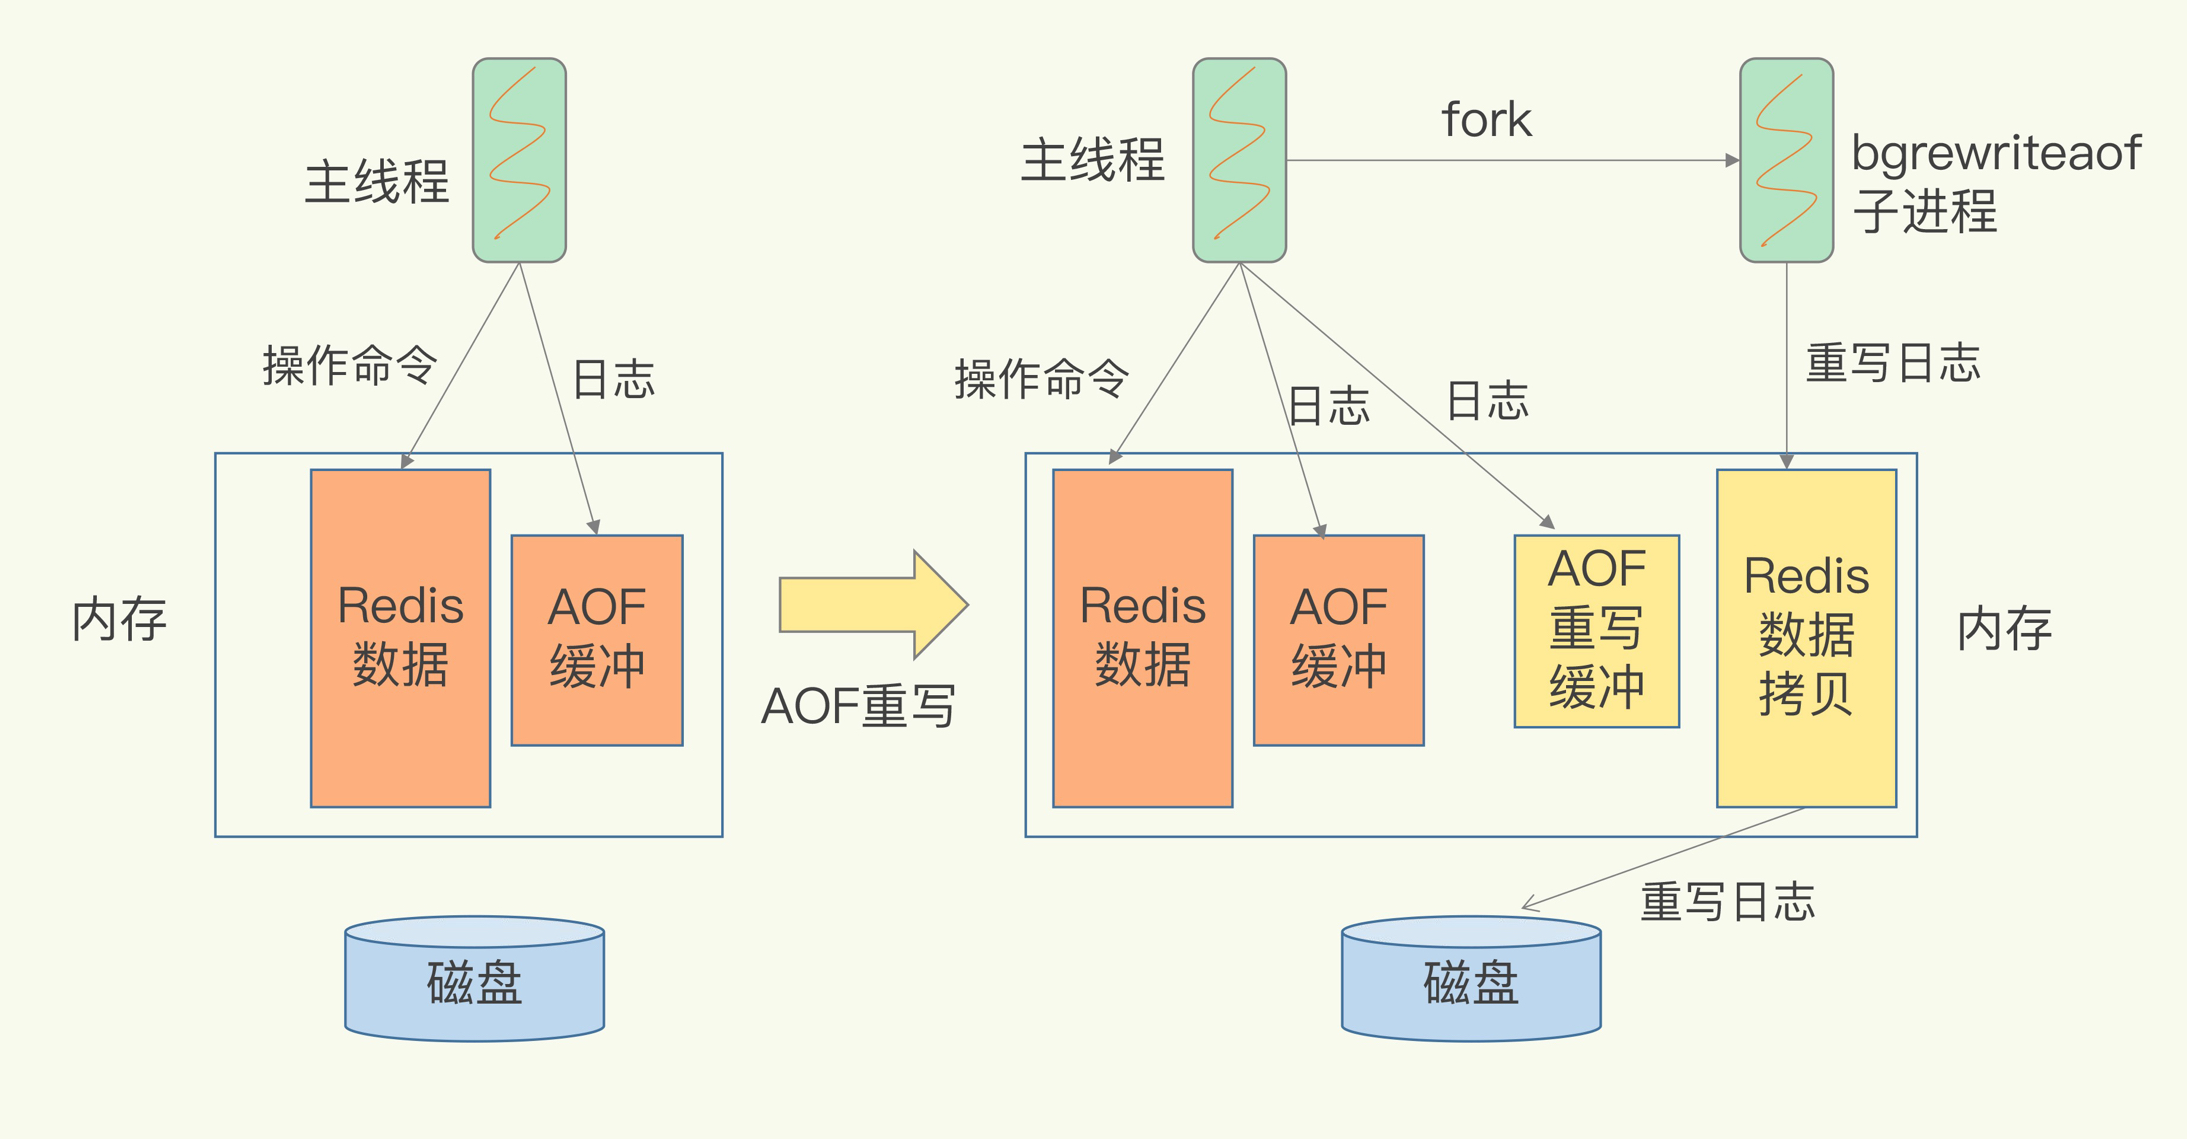 主线程
操作命令
日志
内存
Redis
数据
AOF
缓冲
磁盘
AOF重写
主线程
fork
bgrewriteaof
子进程
操作命令
日志
日志
重写日志
Redis
数据
AOF
缓冲
AOF
重写
缓冲
Redis
数据
拷贝
内存
重写日志
磁盘